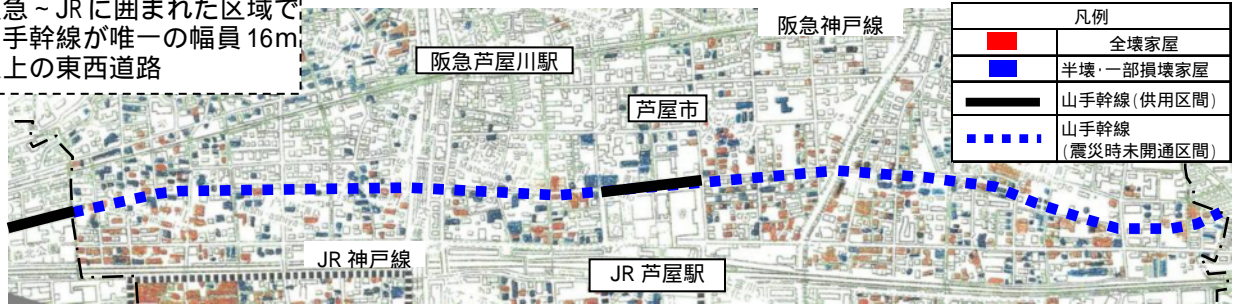 急～JRに囲まれた区域で
手幹線が唯一の幅員16m
上の東西道路
阪急芦屋川駅
阪急神戸線
芦屋市
JR 神戸線
JR 芦屋駅
凡例
全壊家屋
半壊・一部損壊家屋
山手幹線(供用区間)
山手幹線
(震災時未開通区間)